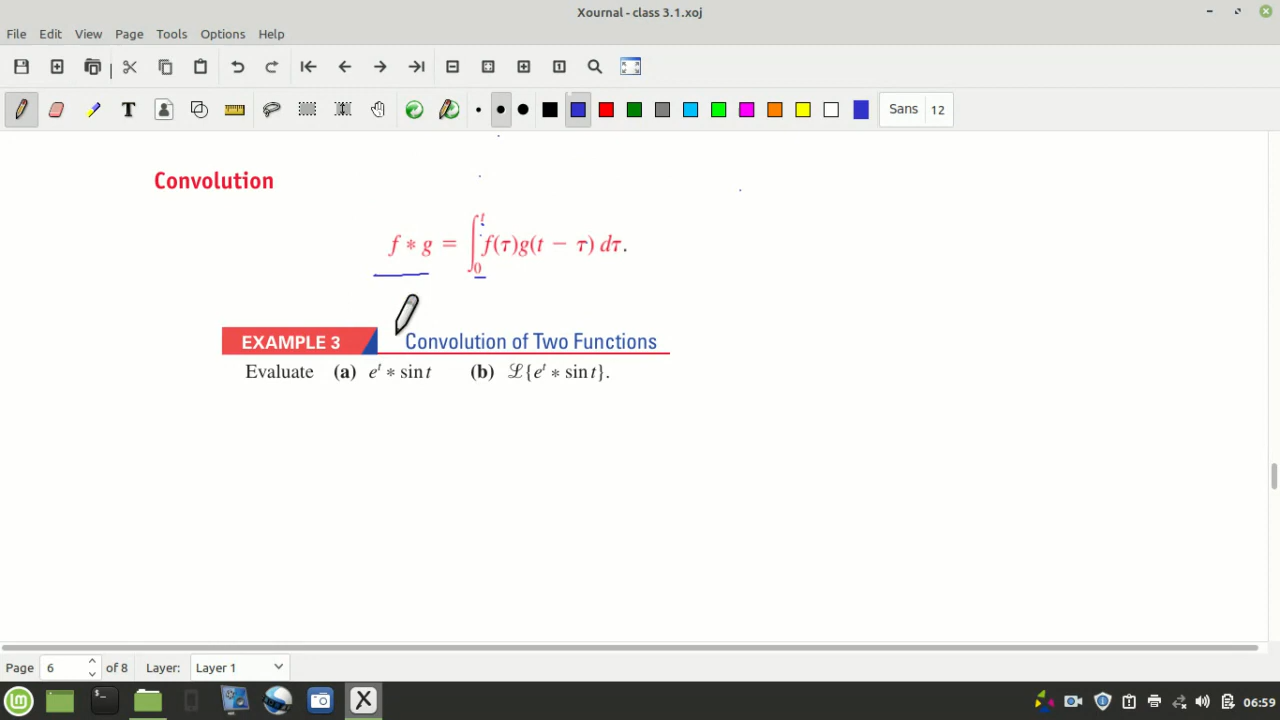 Xournal - class 3.1.xoj
File Edit View Page Tools Options Help
Sans 12
Convolution
f * g = ∫₀ᵗ f(τ)g(t − τ) dτ.
EXAMPLE 3 Convolution of Two Functions
Evaluate (a) eᵗ * sin t (b) ℒ{eᵗ * sin t}.
Page 6 of 8 Layer: Layer 1
06:59